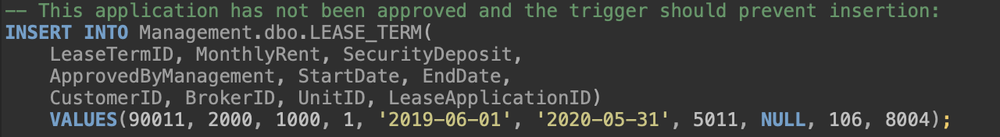 -- This application has not been approved and the trigger should prevent insertion:
INSERT INTO Management.dbo.LEASE_TERM(
    LeaseTermID, MonthlyRent, SecurityDeposit,
    ApprovedByManagement, StartDate, EndDate,
    CustomerID, BrokerID, UnitID, LeaseApplicationID)
    VALUES(90011, 2000, 1000, 1, '2019-06-01', '2020-05-31', 5011, NULL, 106, 8004);